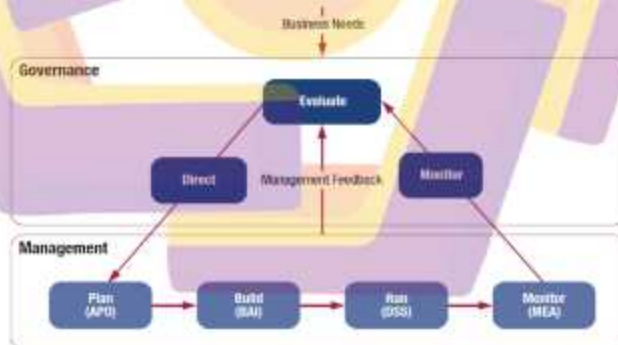 Business Needs
Governance
Evaluate
Direct
Management Feedback
Monitor
Management
Plan
(APO)
Build
(BAI)
Run
(DSS)
Monitor
(MEA)